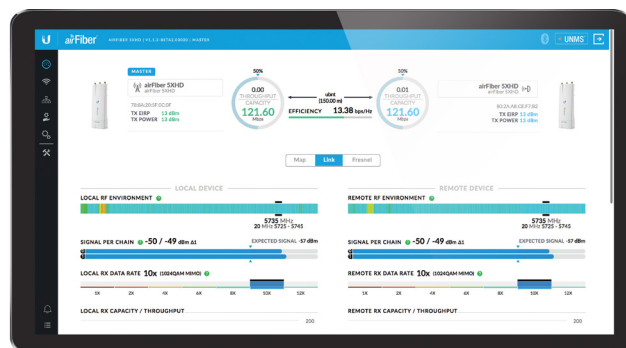 U airFiber® AIRFIBER 5XHD | V1.1.2-BETA2.00020 | MASTER UNMS
MASTER
airFiber 5XHD
airFiber 5XHD
TX EIRP 13 dBm
TX POWER 13 dBm
50%
0.00
THROUGHPUT
CAPACITY
121.60
Mbps
ubnt
(150.00 m)
EFFICIENCY 13.38 bps/Hz
50%
0.01
THROUGHPUT
CAPACITY
121.60
Mbps
airFiber 5XHD
airFiber 5XHD
TX EIRP 13 dBm
TX POWER 13 dBm
Map Link Fresnel
LOCAL DEVICE
LOCAL RF ENVIRONMENT
5735 MHz
20 MHz 5725 - 5745
SIGNAL PER CHAIN -50 / -49 dBm Δ1 EXPECTED SIGNAL -57 dBm
LOCAL RX DATA RATE 10x (1024QAM MIMO)
1X 2X 4X 6X 8X 10X 12X
LOCAL RX CAPACITY / THROUGHPUT
200
REMOTE DEVICE
REMOTE RF ENVIRONMENT
5735 MHz
20 MHz 5725 - 5745
SIGNAL PER CHAIN -50 / -49 dBm Δ1 EXPECTED SIGNAL -57 dBm
REMOTE RX DATA RATE 10x (1024QAM MIMO)
1X 2X 4X 6X 8X 10X 12X
REMOTE RX CAPACITY / THROUGHPUT
200